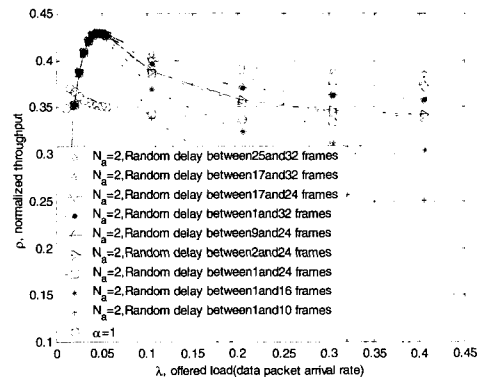 0.45
0.4
0.35
0.3
0.25
0.2
0.15
0.1
ρ, normalized throughput
N_a=2,Random delay between25and32 frames
N_a=2,Random delay between17and32 frames
N_a=2,Random delay between17and24 frames
N_a=2,Random delay between1and32 frames
N_a=2,Random delay between9and24 frames
N_a=2,Random delay between2and24 frames
N_a=2,Random delay between1and24 frames
N_a=2,Random delay between1and16 frames
N_a=2,Random delay between1and10 frames
α=1
0 0.05 0.1 0.15 0.2 0.25 0.3 0.35 0.4 0.45
λ, offered load(data packet arrival rate)